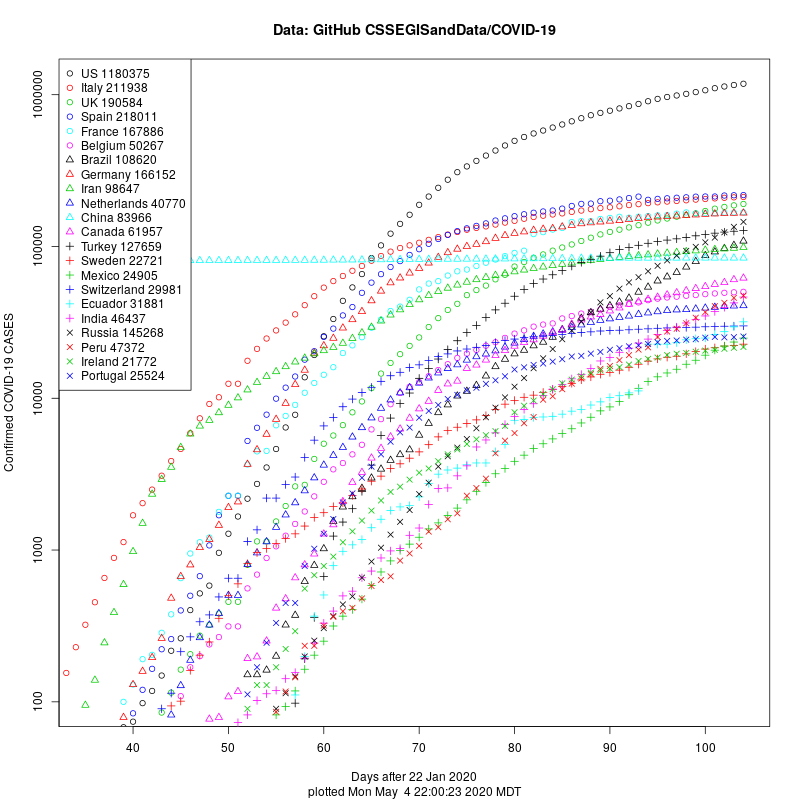 Data: GitHub CSSEGISandData/COVID-19
Confirmed COVID-19 CASES
1000000
100000
10000
1000
100
US 1180375
Italy 211938
UK 190584
Spain 218011
France 167886
Belgium 50267
Brazil 108620
Germany 166152
Iran 98647
Netherlands 40770
China 83966
Canada 61957
Turkey 127659
Sweden 22721
Mexico 24905
Switzerland 29981
Ecuador 31881
India 46437
Russia 145268
Peru 47372
Ireland 21772
Portugal 25524
40 50 60 70 80 90 100
Days after 22 Jan 2020
plotted Mon May 4 22:00:23 2020 MDT